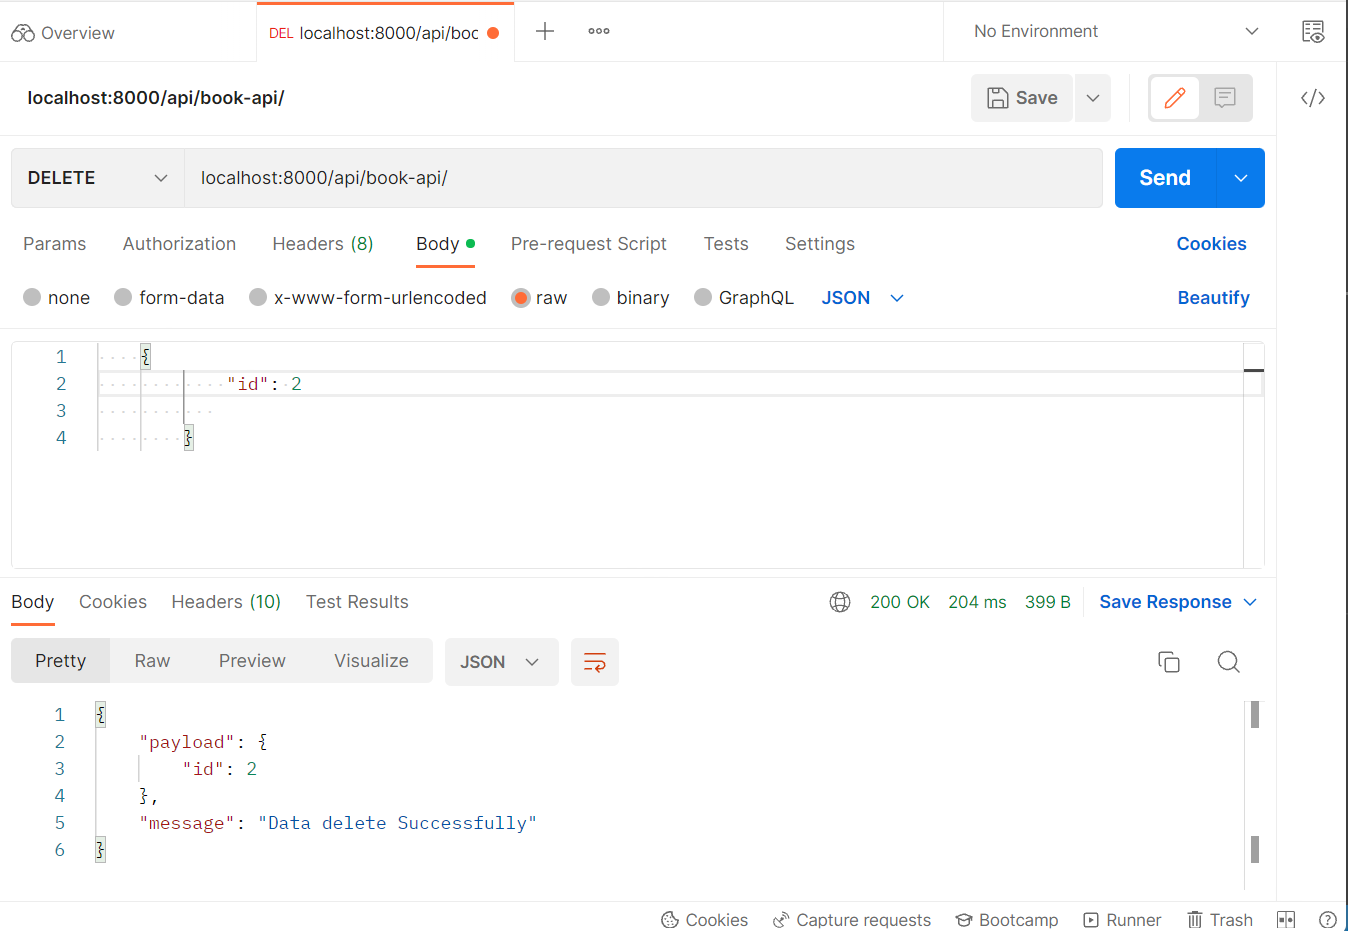 Overview
DEL localhost:8000/api/boo
No Environment
localhost:8000/api/book-api/
Save
DELETE
localhost:8000/api/book-api/
Send
Params Authorization Headers (8) Body Pre-request Script Tests Settings Cookies
none form-data x-www-form-urlencoded raw binary GraphQL JSON Beautify
1 {
2 "id": 2
3
4 }
Body Cookies Headers (10) Test Results 200 OK 204 ms 399 B Save Response
Pretty Raw Preview Visualize JSON
1 {
2 "payload": {
3 "id": 2
4 },
5 "message": "Data delete Successfully"
6 }
Cookies Capture requests Bootcamp Runner Trash